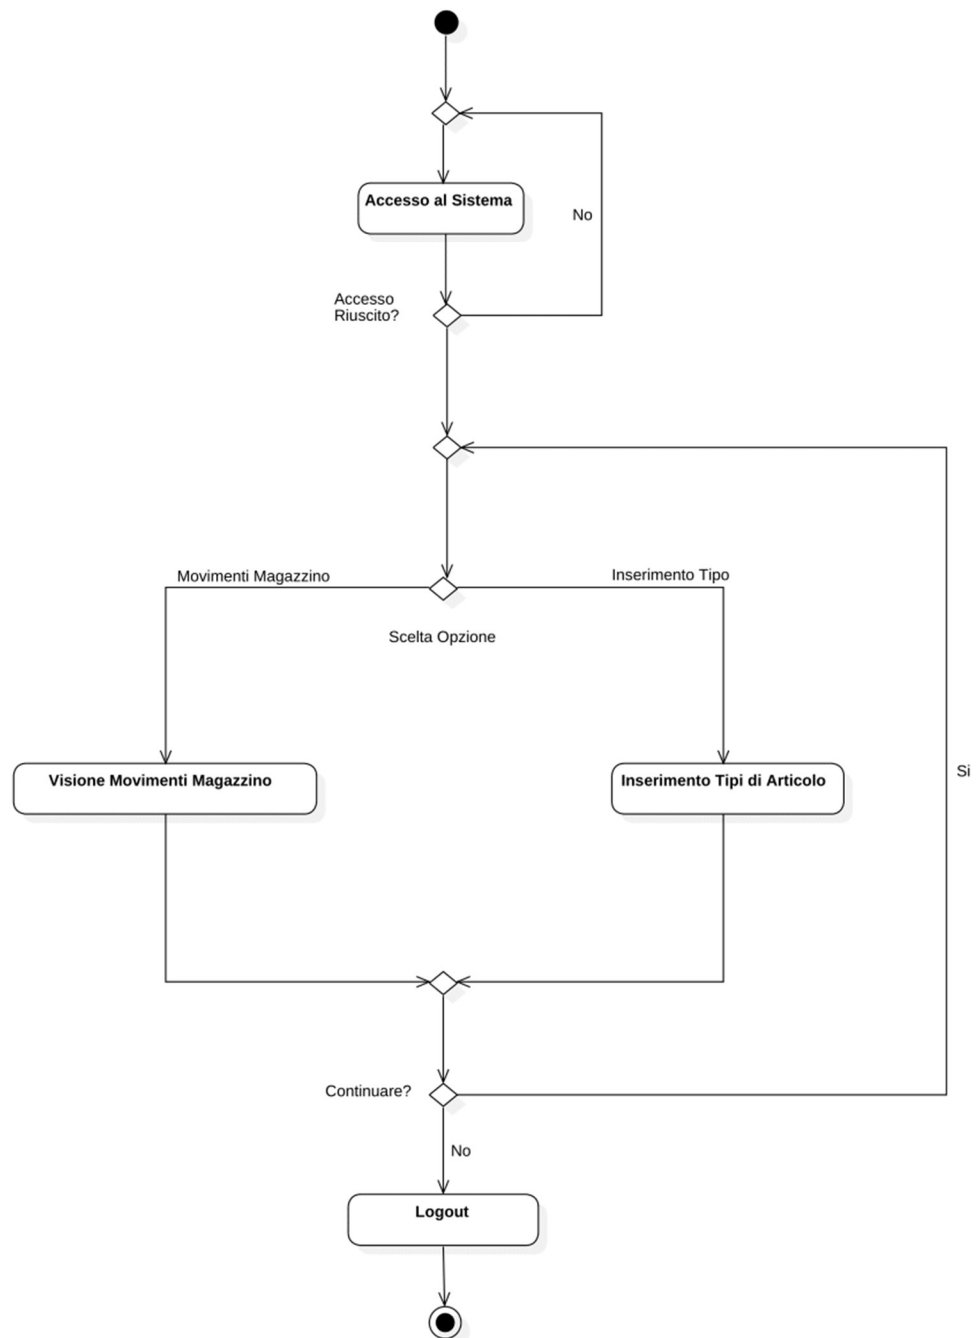 Accesso al Sistema
No
Accesso
Riuscito?
Movimenti Magazzino
Inserimento Tipo
Scelta Opzione
Visione Movimenti Magazzino
Inserimento Tipi di Articolo
Si
Continuare?
No
Logout